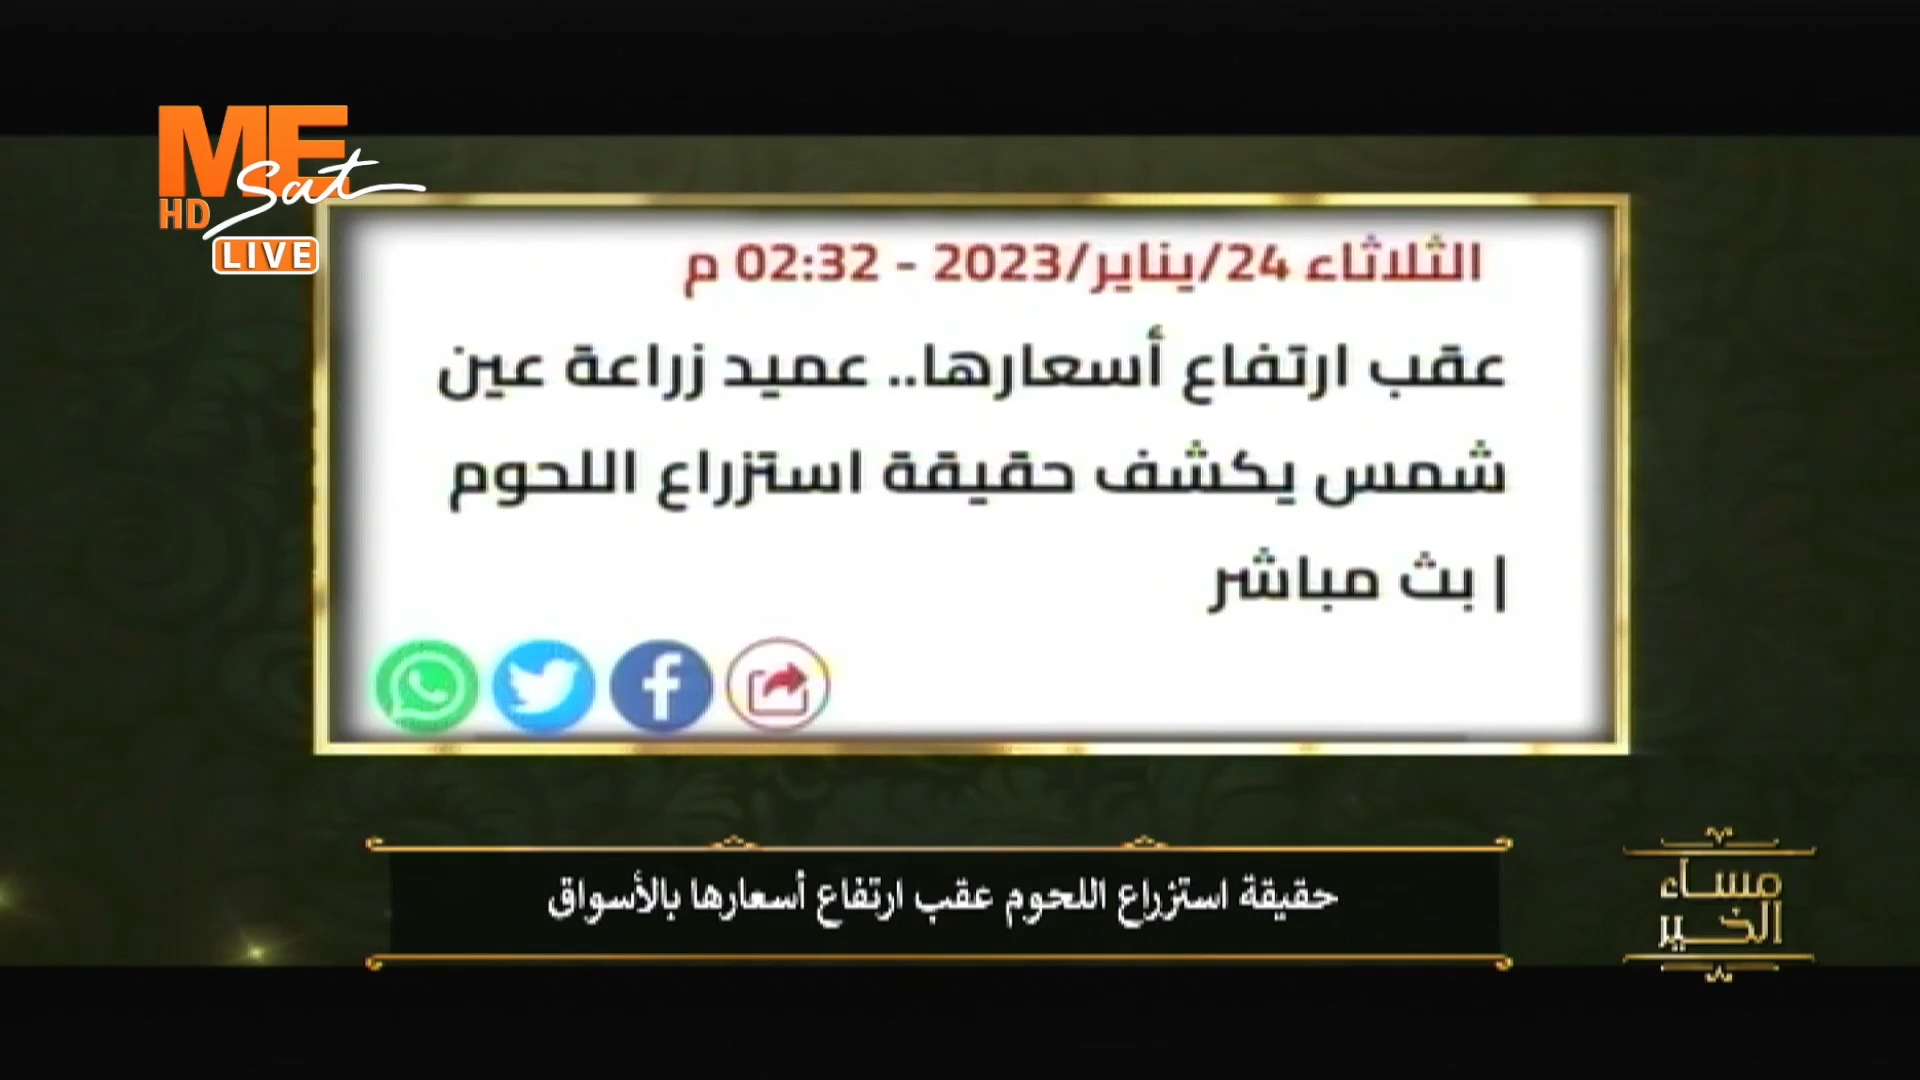 ME
Sat
HD
LIVE
الثلاثاء 24/يناير/2023 - 02:32 م
عقب ارتفاع أسعارها.. عميد زراعة عين
شمس يكشف حقيقة استزراع اللحوم
| بث مباشر
حقيقة استزراع اللحوم عقب ارتفاع أسعارها بالأسواق
مساء
الخير